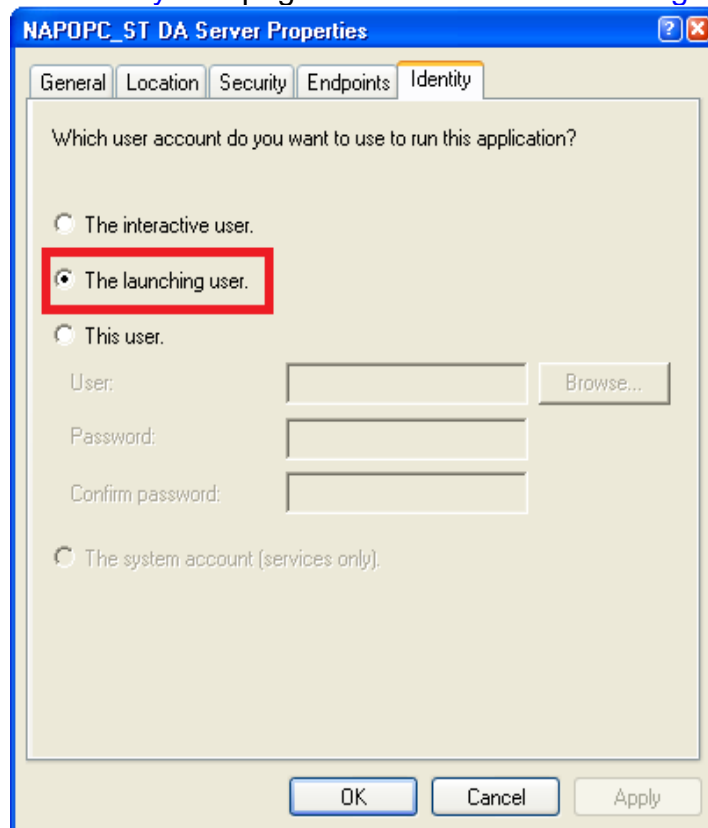 NAPOPC_ST DA Server Properties
General Location Security Endpoints Identity
Which user account do you want to use to run this application?
The interactive user.
The launching user.
This user.
User:
Browse...
Password:
Confirm password:
The system account (services only).
OK Cancel Apply